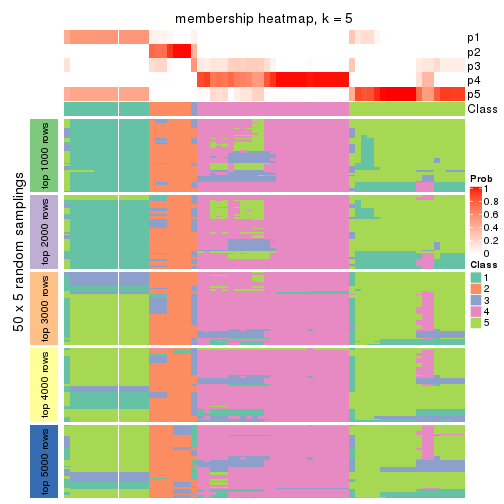 membership heatmap, k = 5
p1
p2
p3
p4
p5
Class
50 x 5 random samplings
top 1000 rows
top 2000 rows
top 3000 rows
top 4000 rows
top 5000 rows
Prob
1
0.8
0.6
0.4
0.2
0
Class
1
2
3
4
5